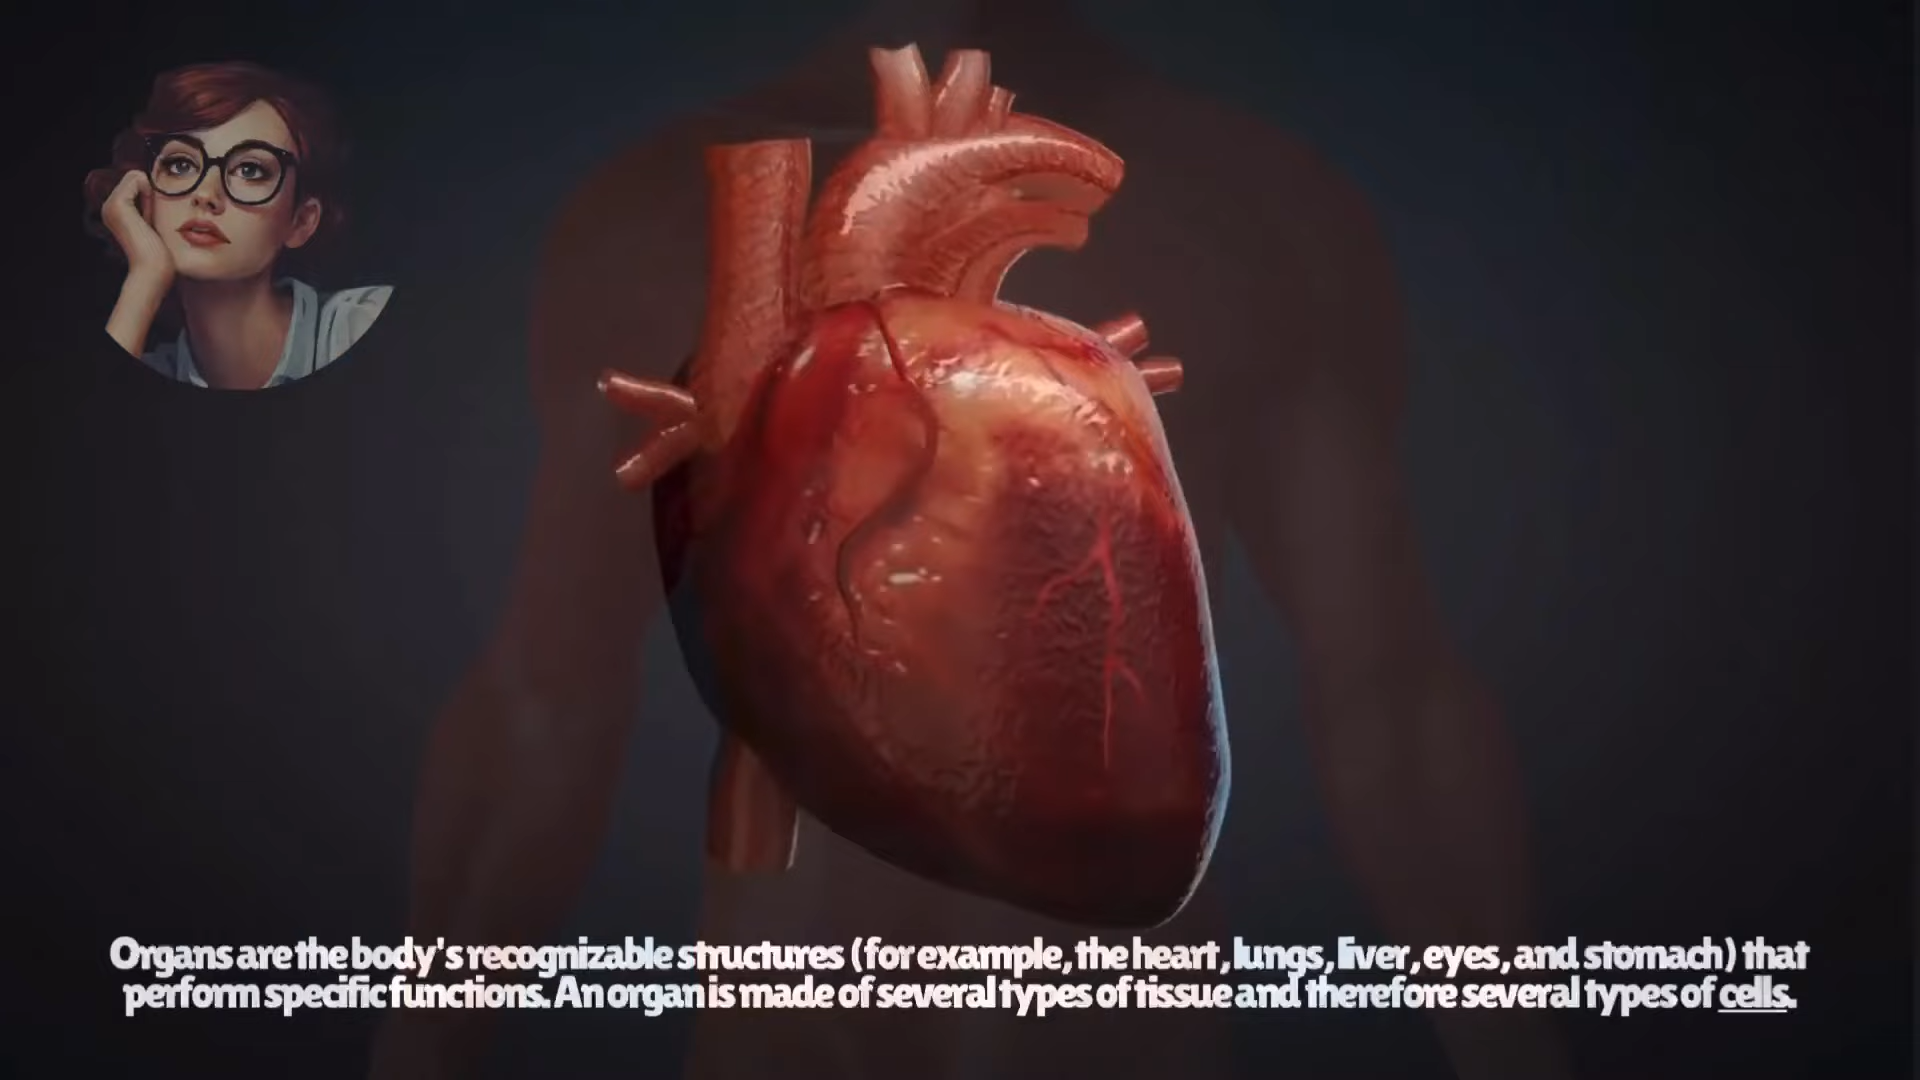 Organs are the body's recognizable structures (for example, the heart, lungs, liver, eyes, and stomach) that
perform specific functions. An organ is made of several types of tissue and therefore several types of cells.